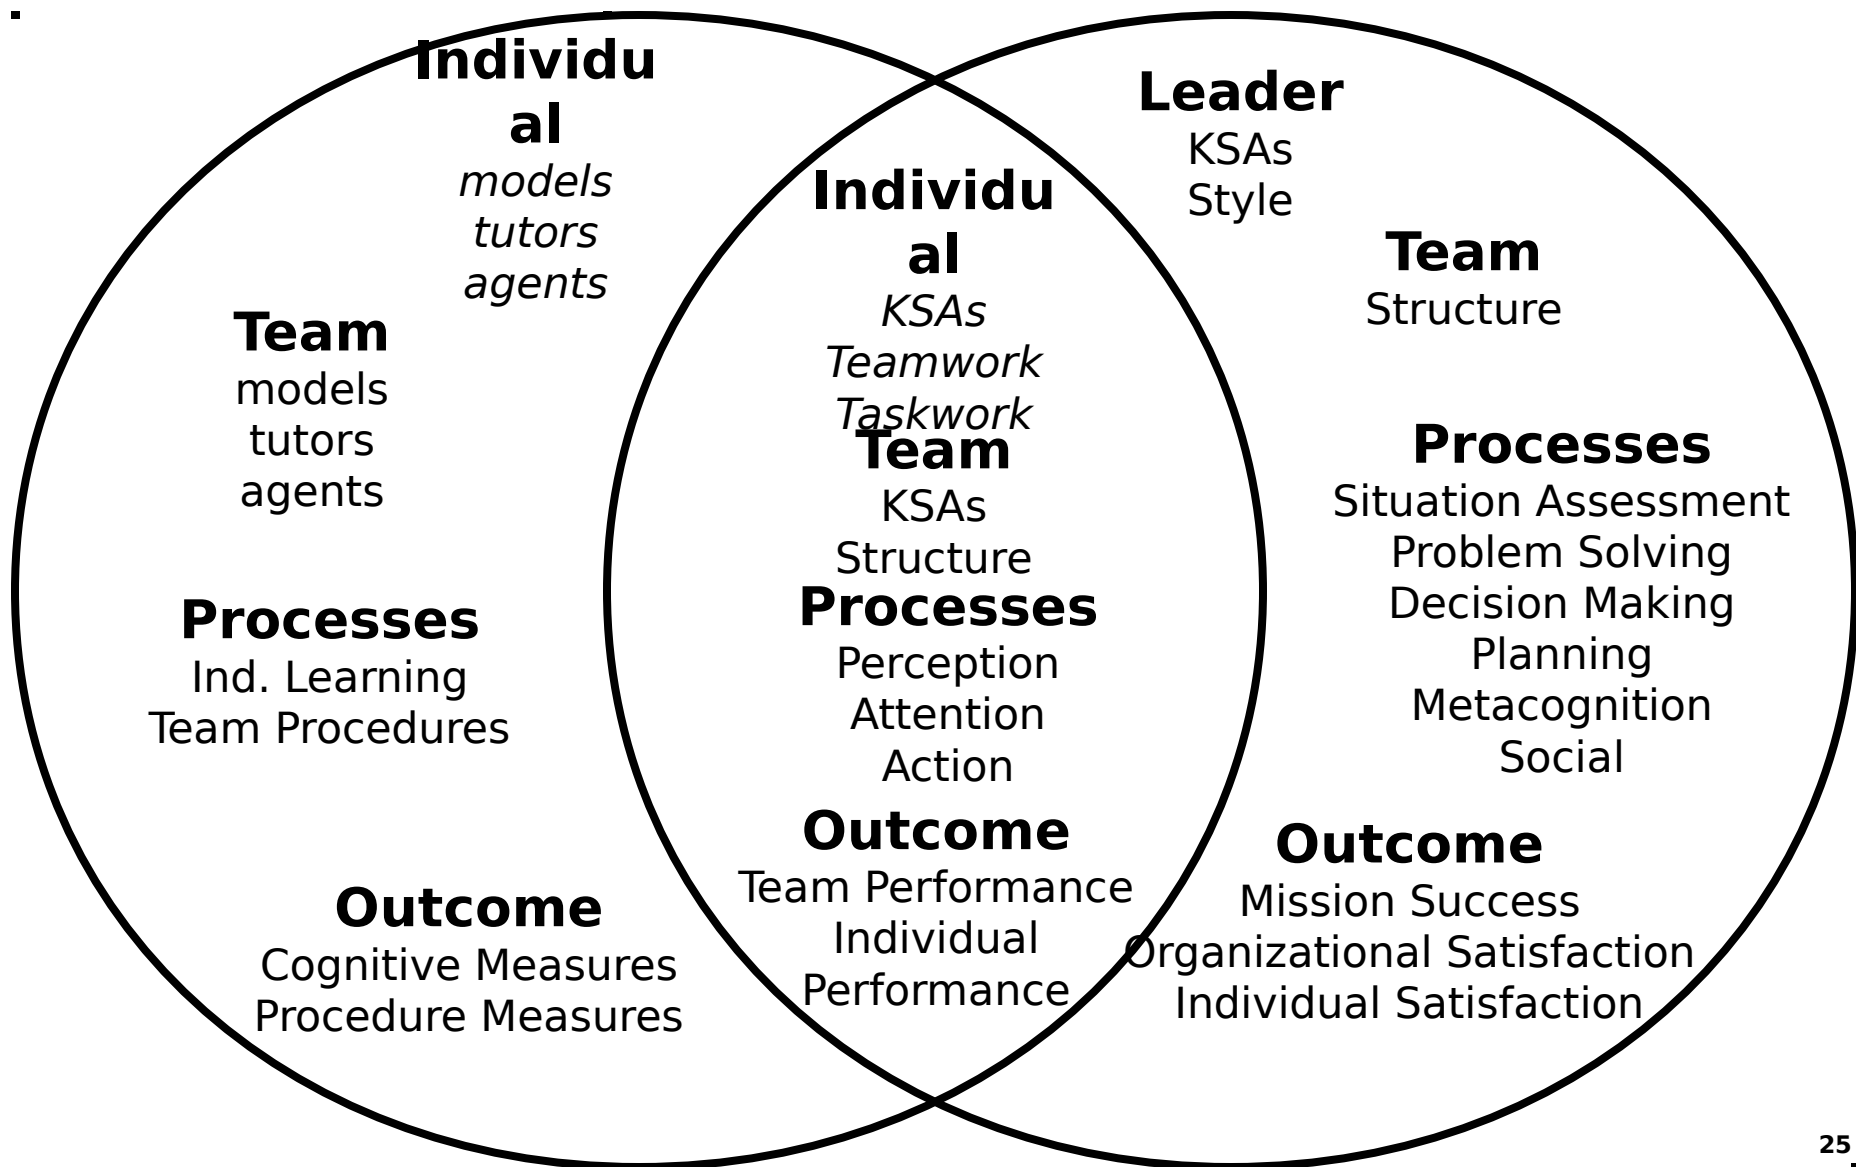 Individu
al
models
tutors
agents
Team
models
tutors
agents
Processes
Ind. Learning
Team Procedures
Outcome
Cognitive Measures
Procedure Measures
Individu
al
KSAs
Teamwork
Taskwork
Team
KSAs
Structure
Processes
Perception
Attention
Action
Outcome
Team Performance
Individual
Performance
Leader
KSAs
Style
Team
Structure
Processes
Situation Assessment
Problem Solving
Decision Making
Planning
Metacognition
Social
Outcome
Mission Success
Organizational Satisfaction
Individual Satisfaction
25